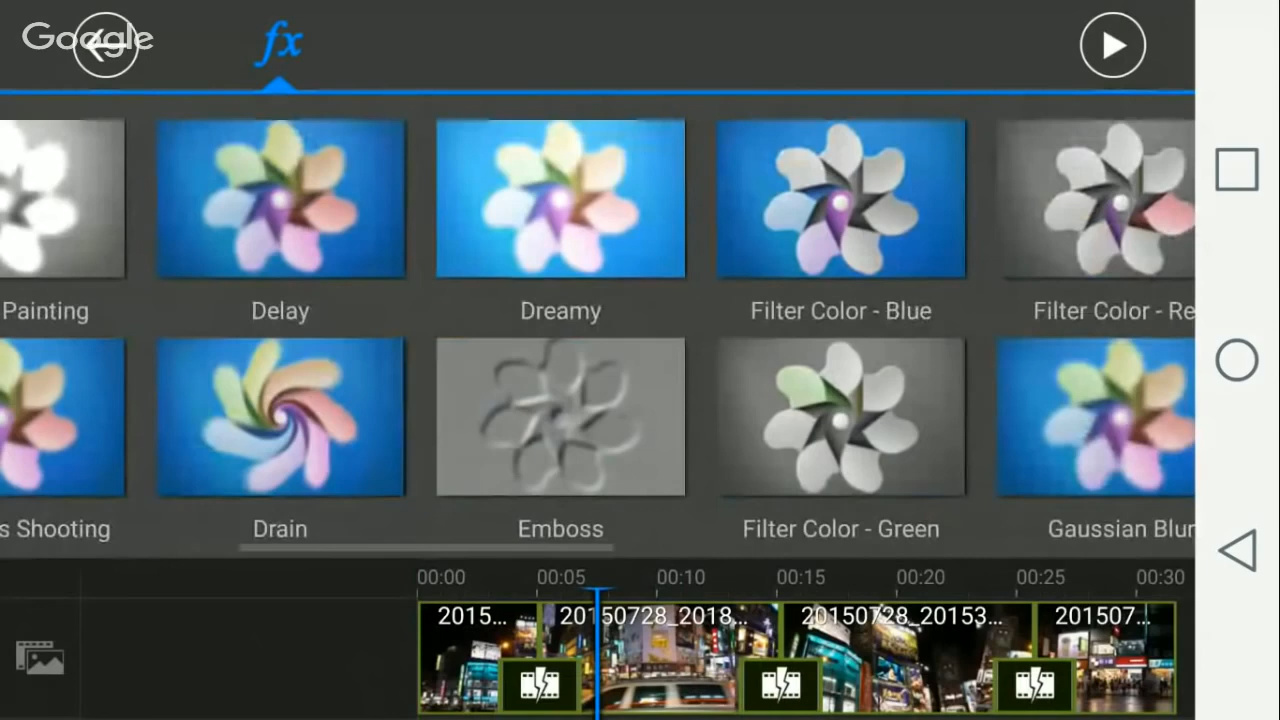 Google
fx
Painting
Delay
Dreamy
Filter Color - Blue
Filter Color - Re
s Shooting
Drain
Emboss
Filter Color - Green
Gaussian Blur
00:00 00:05 00:10 00:15 00:20 00:25 00:30
2015... 20150728_2018... 20150728_20153... 201507...